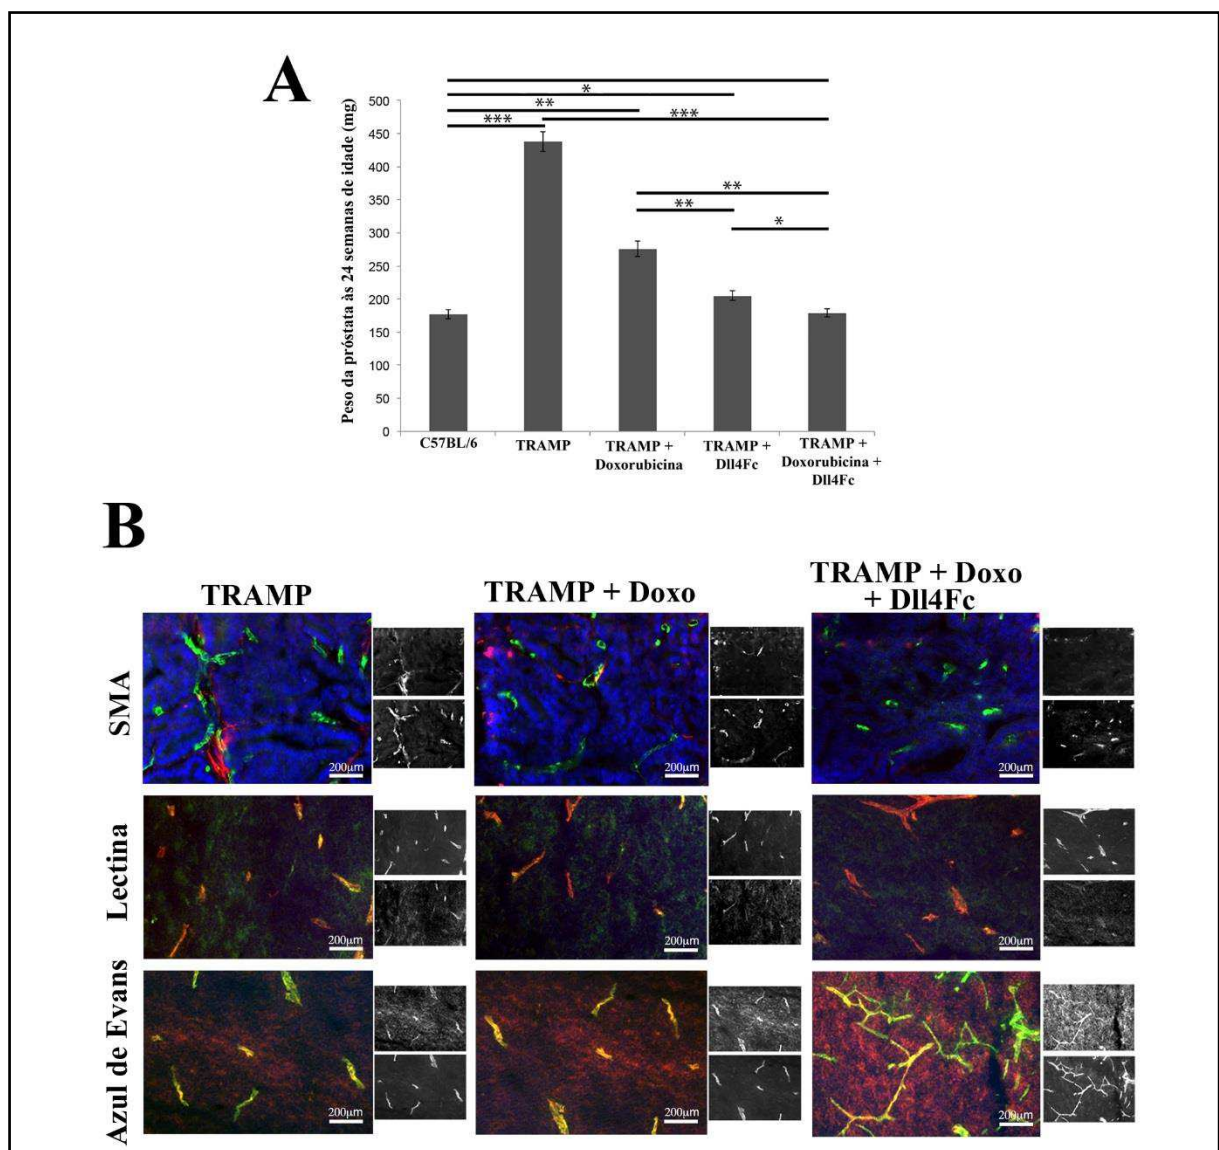 A
Peso da próstata às 24 semanas de idade (mg)
500
450
400
350
300
250
200
150
100
50
0
*
**
***
***
**
**
*
C57BL/6
TRAMP
TRAMP +
Doxorubicina
TRAMP +
Dll4Fc
TRAMP +
Doxorubicina +
Dll4Fc
B
TRAMP
TRAMP + Doxo
TRAMP + Doxo
+ Dll4Fc
SMA
200µm
200µm
200µm
Lectina
200µm
200µm
200µm
Azul de Evans
200µm
200µm
200µm